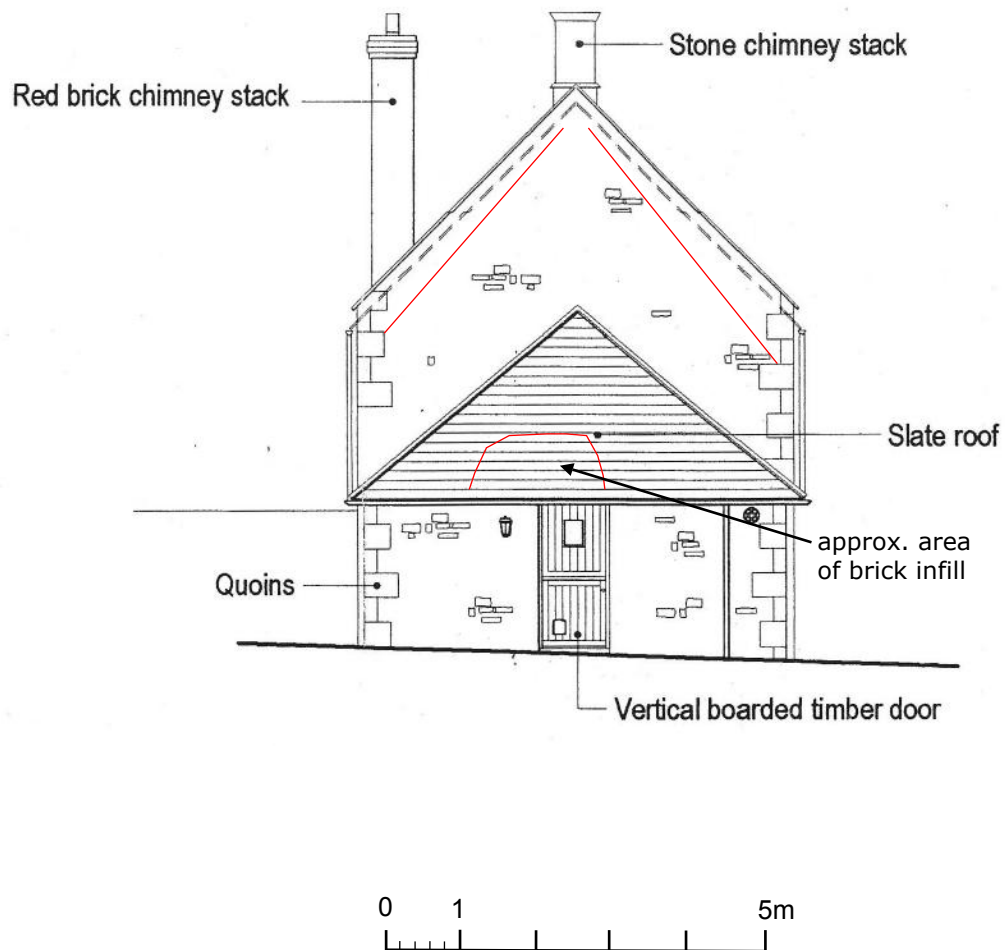 Stone chimney stack
Red brick chimney stack
Slate roof
approx. area
of brick infill
Quoins
Vertical boarded timber door
0 1 5m